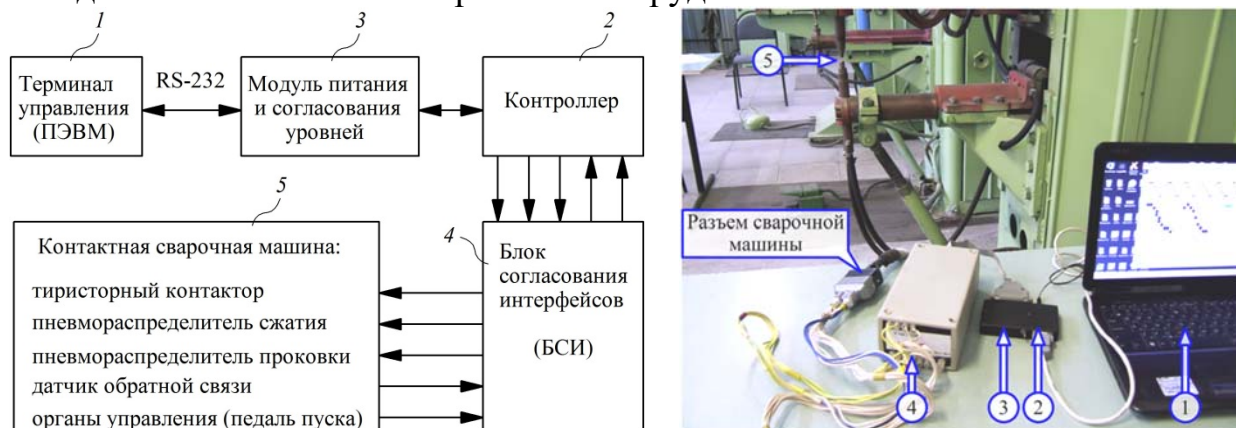 1
3
2
Терминал
управления
(ПЭВМ)
RS-232
Модуль питания
и согласования
уровней
Контроллер
5
Контактная сварочная машина:
тиристорный контактор
пневмораспределитель сжатия
пневмораспределитель проковки
датчик обратной связи
органы управления (педаль пуска)
4
Блок
согласования
интерфейсов
(БСИ)
5
Разъем сварочной
машины
4
3
2
1